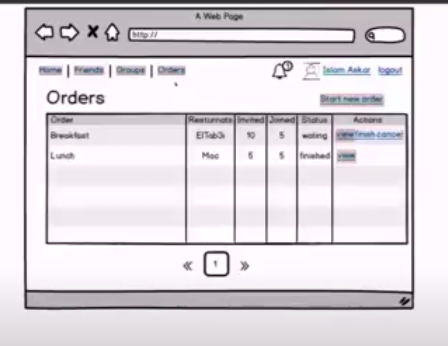 A Web Page
http://
Home | Friends | Groups | Orders
Islam Askar logout
Orders
Start new order
Order Resturnats Invited Joined Status Actions
Breakfast ElTab3i 10 5 wating view finish cancel
Lunch Mac 5 5 finished view
« 1 »